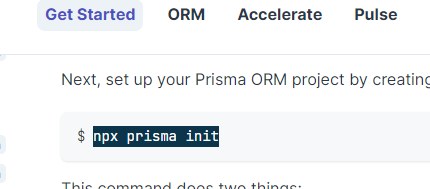 Get Started ORM Accelerate Pulse
Next, set up your Prisma ORM project by creating
$ npx prisma init
This command does two things: